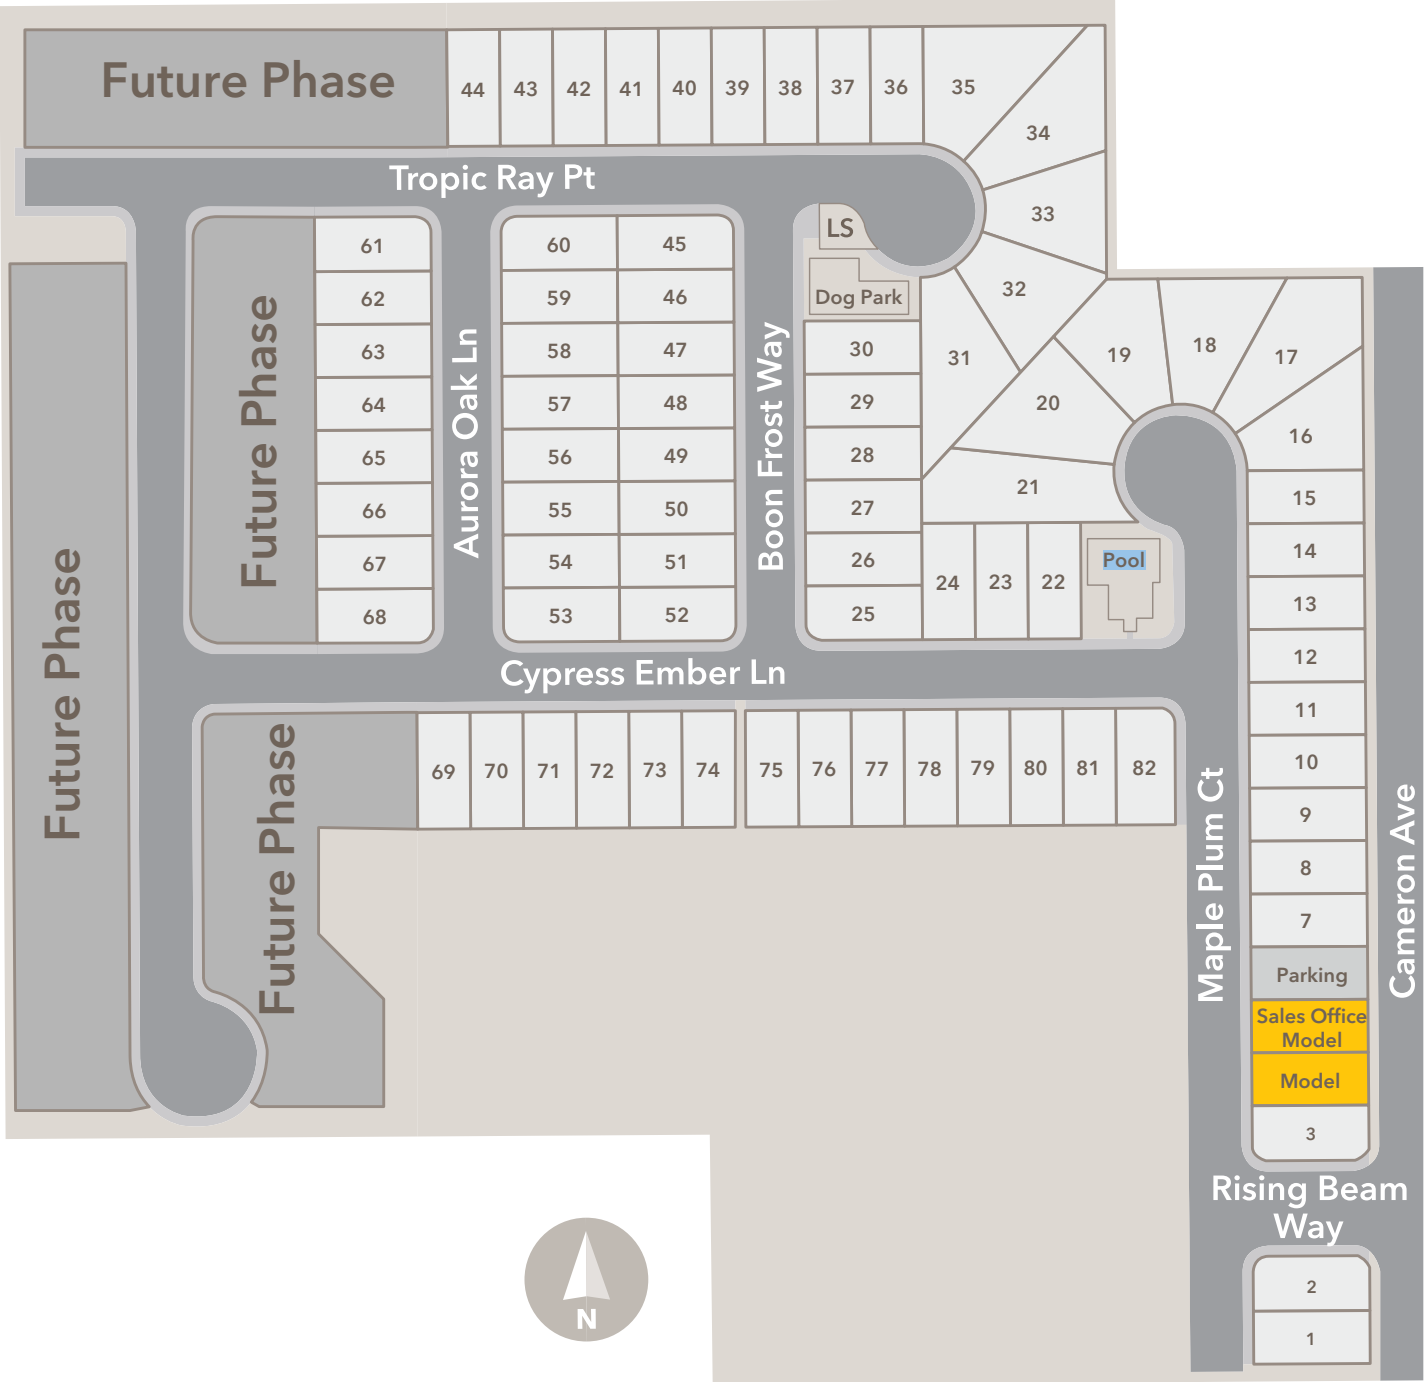 Future Phase
44 43 42 41 40 39 38 37 36 35
34
33
Tropic Ray Pt
LS
Dog Park
Future Phase
61
62
63
64
65
66
67
68
Aurora Oak Ln
60 45
59 46
58 47
57 48
56 49
55 50
54 51
53 52
Boon Frost Way
30
29
28
27
26
25
32
31
19
18
17
16
20
21
24 23 22
Pool
15
14
13
12
11
10
9
8
7
Parking
Sales Office
Model
Model
3
Cypress Ember Ln
Future Phase
Future Phase
69 70 71 72 73 74 75 76 77 78 79 80 81 82
Maple Plum Ct
Cameron Ave
Rising Beam
Way
2
1
N